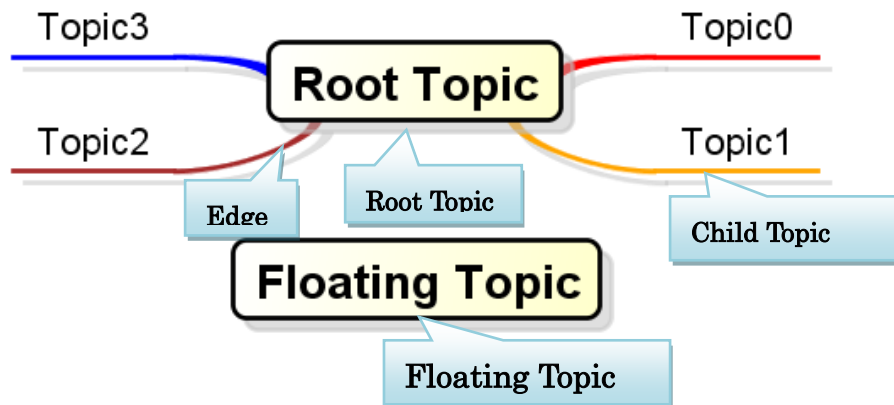 Topic3
Topic0
Root Topic
Topic2
Topic1
Root Topic
Edge
Child Topic
Floating Topic
Floating Topic